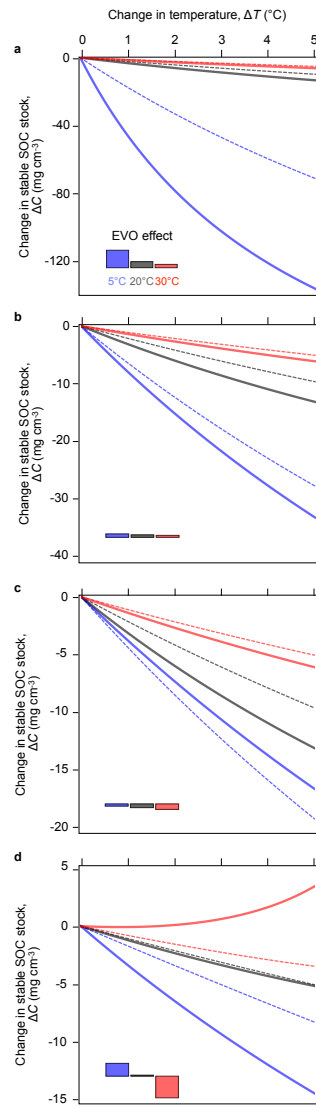 Change in temperature, ΔT (°C)
0 1 2 3 4 5
a
Change in stable SOC stock,
ΔC (mg cm⁻³)
0
-40
-80
-120
EVO effect
5°C 20°C 30°C
b
Change in stable SOC stock,
ΔC (mg cm⁻³)
0
-10
-20
-30
-40
c
Change in stable SOC stock,
ΔC (mg cm⁻³)
0
-5
-10
-15
-20
d
Change in stable SOC stock,
ΔC (mg cm⁻³)
5
0
-5
-10
-15